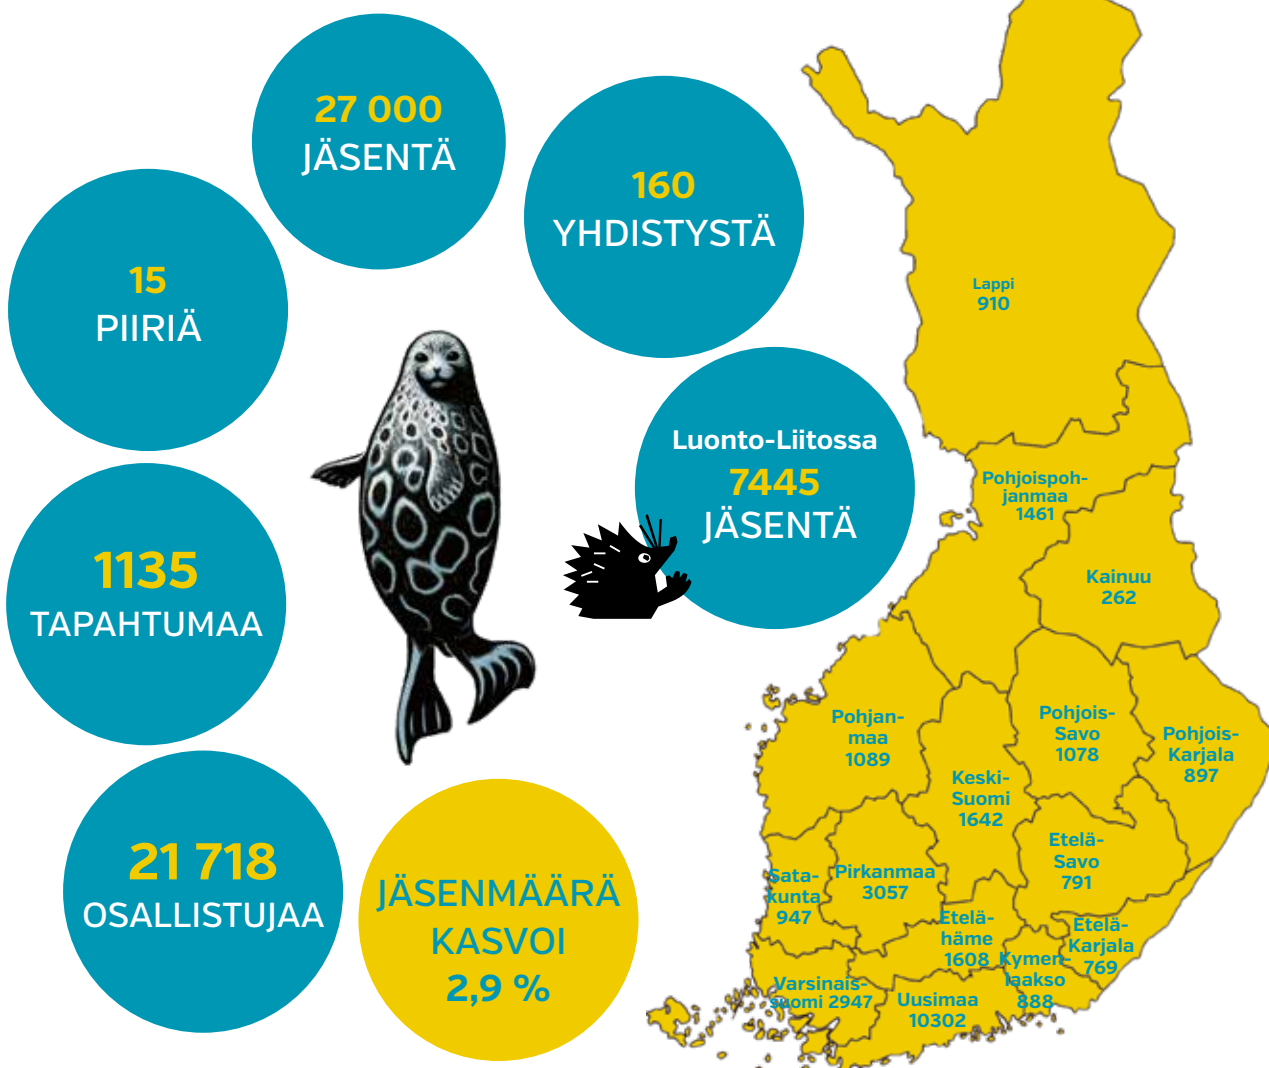 27 000
JÄSENTÄ
160
YHDISTYSTÄ
15
PIIRIÄ
Luonto-Liitossa
7445
JÄSENTÄ
1135
TAPAHTUMAA
21 718
OSALLISTUJAA
JÄSENMÄÄRÄ
KASVOI
2,9 %
Lappi
910
Pohjoispoh-
janmaa
1461
Kainuu
262
Pohjan-
maa
1089
Pohjois-
Savo
1078
Pohjois-
Karjala
897
Keski-
Suomi
1642
Etelä-
Savo
791
Sata-
kunta
947
Pirkanmaa
3057
Etelä-
häme
1608
Etelä-
Karjala
769
Kymen-
laakso
888
Varsinais-
suomi 2947
Uusimaa
10302